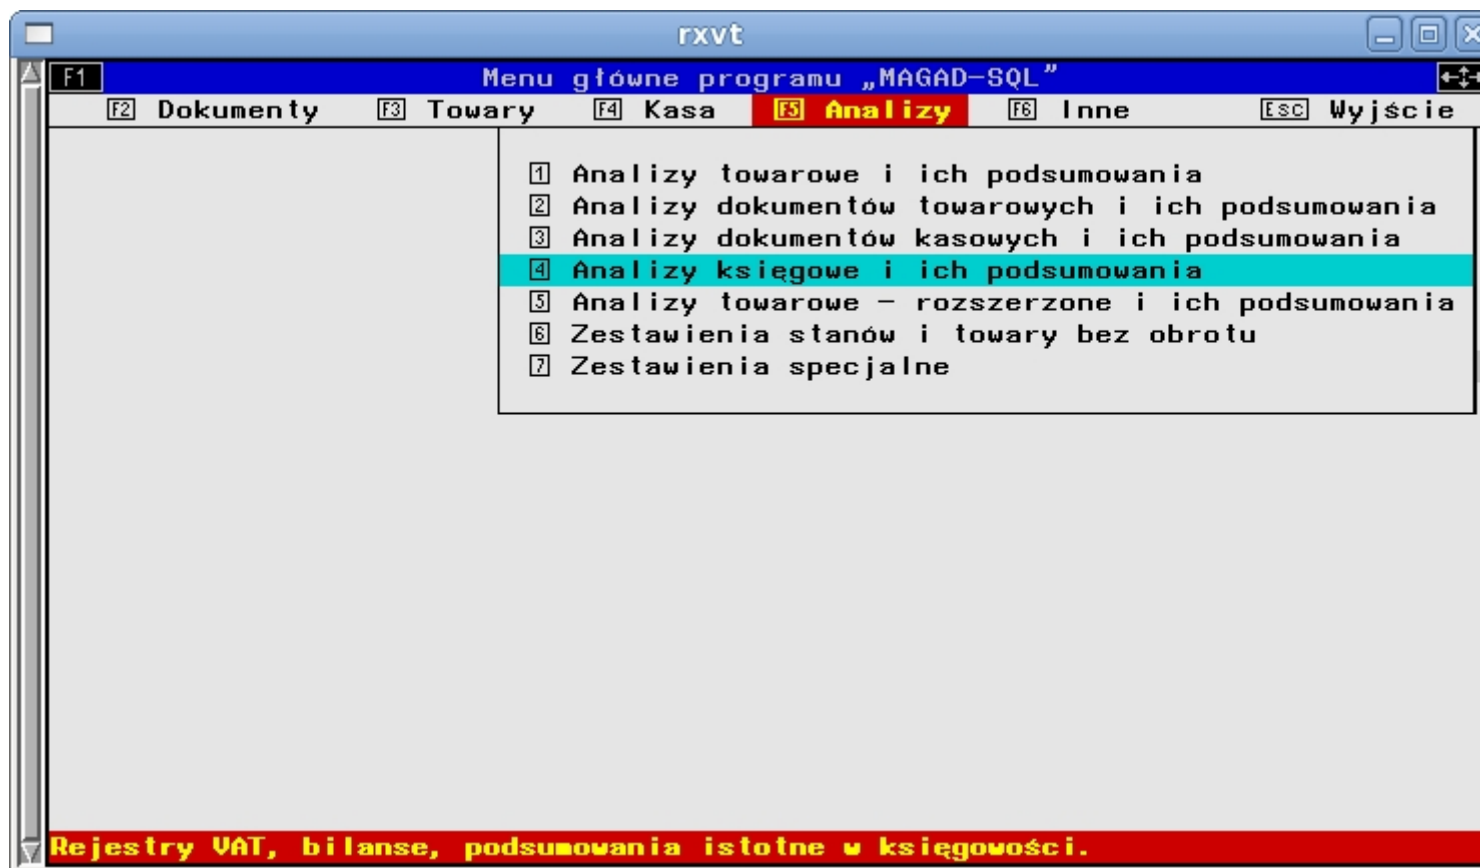 rxvt
F1 Menu główne programu „MAGAD-SQL”
F2 Dokumenty F3 Towary F4 Kasa F5 Analizy F6 Inne Esc Wyjście
1 Analizy towarowe i ich podsumowania
2 Analizy dokumentów towarowych i ich podsumowania
3 Analizy dokumentów kasowych i ich podsumowania
4 Analizy księgowe i ich podsumowania
5 Analizy towarowe – rozszerzone i ich podsumowania
6 Zestawienia stanów i towary bez obrotu
7 Zestawienia specjalne
Rejestry VAT, bilanse, podsumowania istotne w księgowości.